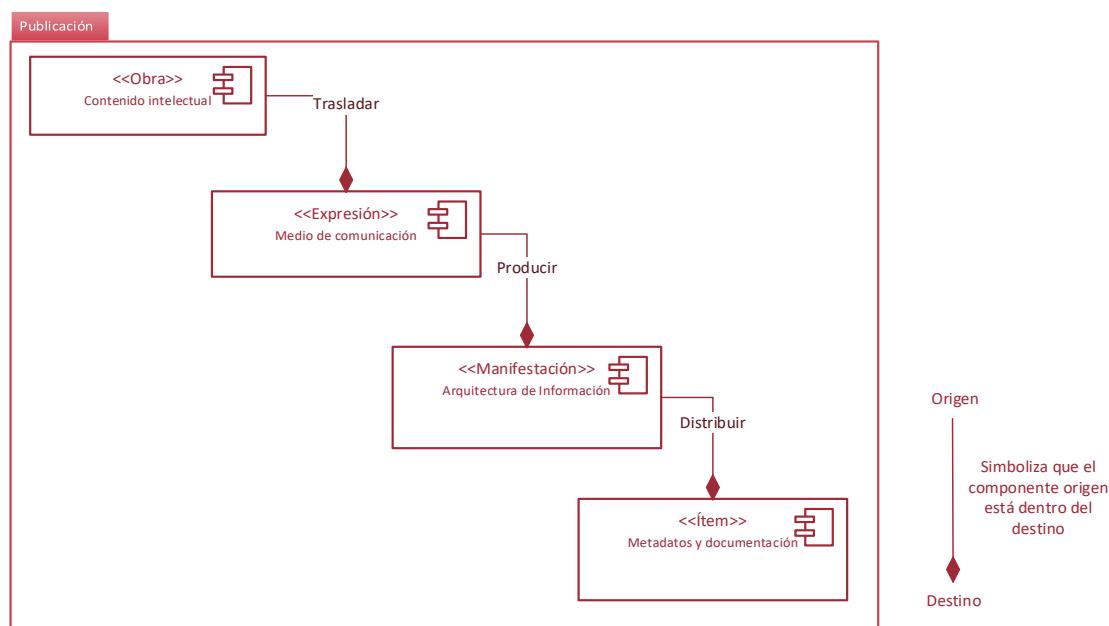 Publicación
<<Obra>>
Contenido intelectual
Trasladar
<<Expresión>>
Medio de comunicación
Producir
<<Manifestación>>
Arquitectura de Información
Distribuir
<<Ítem>>
Metadatos y documentación
Origen
Simboliza que el
componente origen
está dentro del
destino
Destino